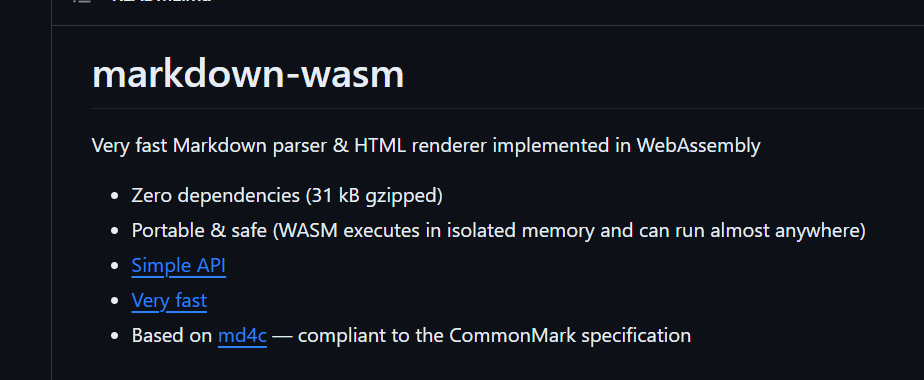 markdown-wasm
Very fast Markdown parser & HTML renderer implemented in WebAssembly
• Zero dependencies (31 kB gzipped)
• Portable & safe (WASM executes in isolated memory and can run almost anywhere)
• Simple API
• Very fast
• Based on md4c — compliant to the CommonMark specification